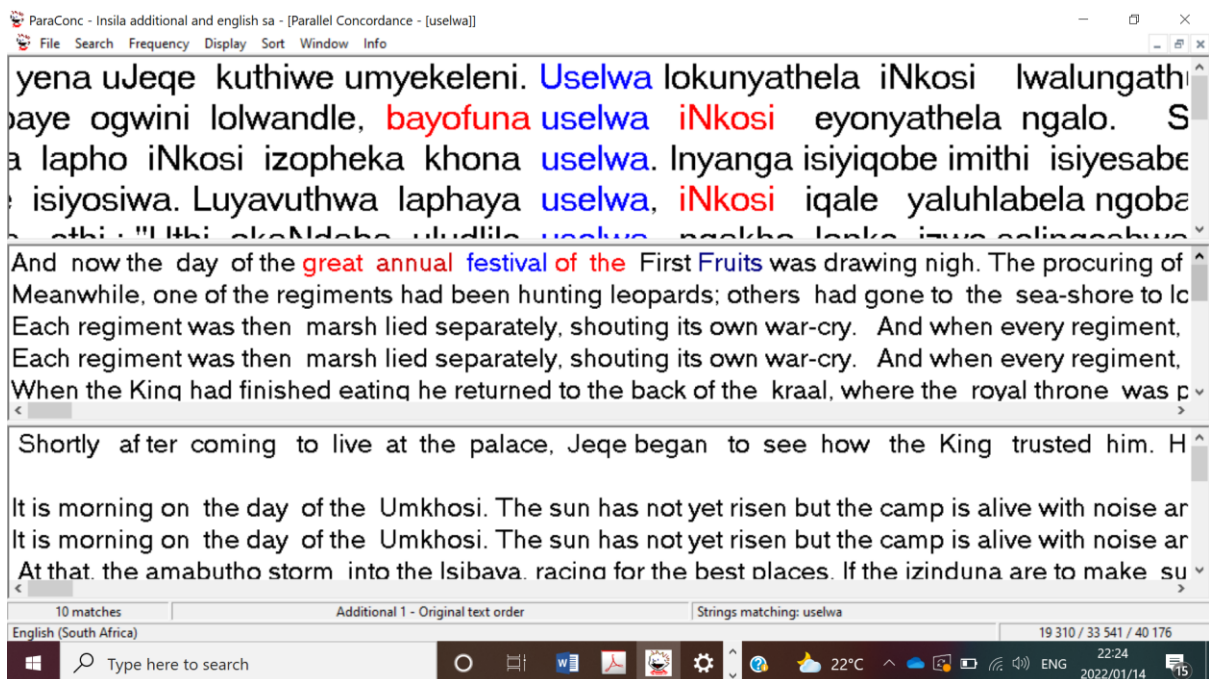 ParaConc - Insila additional and english sa - [Parallel Concordance - [uselwa]]
File Search Frequency Display Sort Window Info
yena uJeqe kuthiwe umyekeleni. Uselwa lokunyathela iNkosi lwalungath
baye ogwini lolwandle, bayofuna uselwa iNkosi eyonyathela ngalo. S
a lapho iNkosi izopheka khona uselwa. Inyanga isiyiqobe imithi isiyesabe
isiyosiwa. Luyavuthwa laphaya uselwa, iNkosi iqale yaluhlabela ngoba
uselwa
And now the day of the great annual festival of the First Fruits was drawing nigh. The procuring of
Meanwhile, one of the regiments had been hunting leopards; others had gone to the sea-shore to lo
Each regiment was then marsh lied separately, shouting its own war-cry. And when every regiment,
Each regiment was then marsh lied separately, shouting its own war-cry. And when every regiment,
When the King had finished eating he returned to the back of the kraal, where the royal throne was p
Shortly af ter coming to live at the palace, Jeqe began to see how the King trusted him. H
It is morning on the day of the Umkhosi. The sun has not yet risen but the camp is alive with noise ar
It is morning on the day of the Umkhosi. The sun has not yet risen but the camp is alive with noise ar
At that, the amabutho storm into the Isibaya, racing for the best places. If the izinduna are to make su
10 matches Additional 1 - Original text order Strings matching: uselwa
English (South Africa) 19 310 / 33 541 / 40 176
Type here to search 22°C ENG 22:24
2022/01/14 15